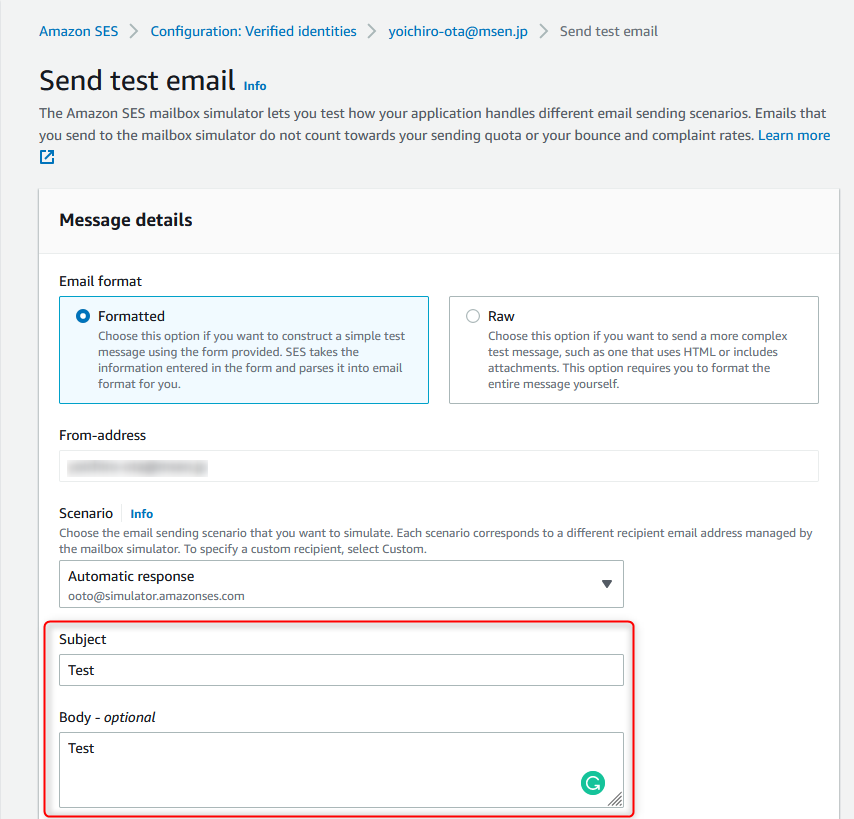 Amazon SES > Configuration: Verified identities > yoichiro-ota@msen.jp > Send test email
Send test email Info
The Amazon SES mailbox simulator lets you test how your application handles different email sending scenarios. Emails that
you send to the mailbox simulator do not count towards your sending quota or your bounce and complaint rates. Learn more
Message details
Email format
Formatted
Choose this option if you want to construct a simple test
message using the form provided. SES takes the
information entered in the form and parses it into email
format for you.
Raw
Choose this option if you want to send a more complex
test message, such as one that uses HTML or includes
attachments. This option requires you to format the
entire message yourself.
From-address
Scenario Info
Choose the email sending scenario that you want to simulate. Each scenario corresponds to a different recipient email address managed by
the mailbox simulator. To specify a custom recipient, select Custom.
Automatic response
ooto@simulator.amazonses.com
Subject
Test
Body - optional
Test